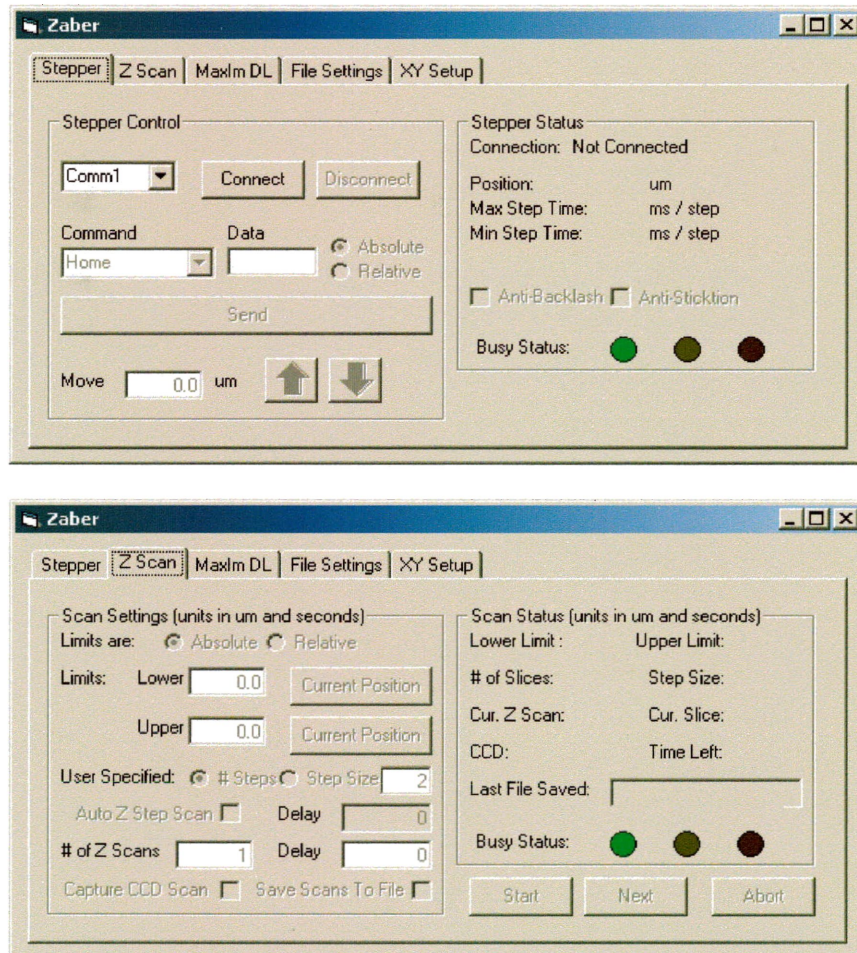 Zaber
Stepper Z Scan MaxIm DL File Settings XY Setup
Stepper Control
Comm1 Connect Disconnect
Command Data
Home Absolute
Relative
Send
Move 0.0 um
Stepper Status
Connection: Not Connected
Position: um
Max Step Time: ms / step
Min Step Time: ms / step
Anti-Backlash Anti-Sticktion
Busy Status:
Zaber
Stepper Z Scan MaxIm DL File Settings XY Setup
Scan Settings (units in um and seconds)
Limits are: Absolute Relative
Limits: Lower 0.0 Current Position
Upper 0.0 Current Position
User Specified: # Steps Step Size 2
Auto Z Step Scan Delay 0
# of Z Scans 1 Delay 0
Capture CCD Scan Save Scans To File
Scan Status (units in um and seconds)
Lower Limit : Upper Limit:
# of Slices: Step Size:
Cur. Z Scan: Cur. Slice:
CCD: Time Left:
Last File Saved:
Busy Status:
Start Next Abort